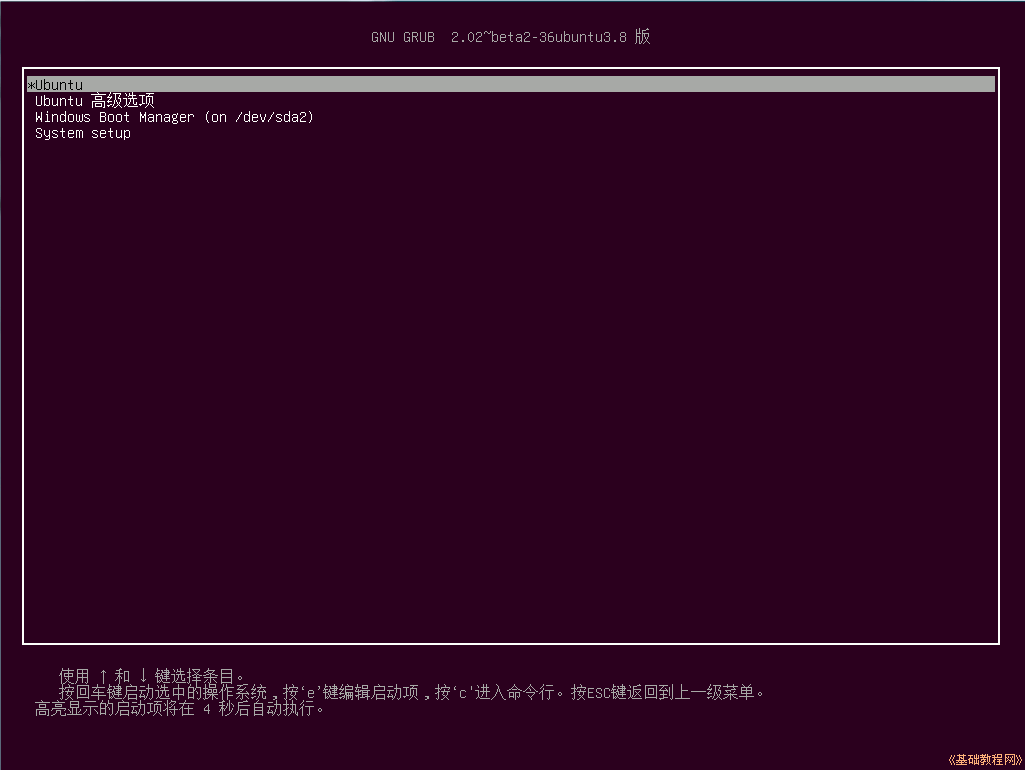 GNU GRUB 2.02~beta2-36ubuntu3.8 版
*Ubuntu
Ubuntu 高级选项
Windows Boot Manager (on /dev/sda2)
System setup
使用 ↑ 和 ↓ 键选择条目。
按回车键启动选中的操作系统，按‘e’键编辑启动项，按‘c'进入命令行。按ESC键返回到上一级菜单。
高亮显示的启动项将在 4 秒后自动执行。
《基础教程网》